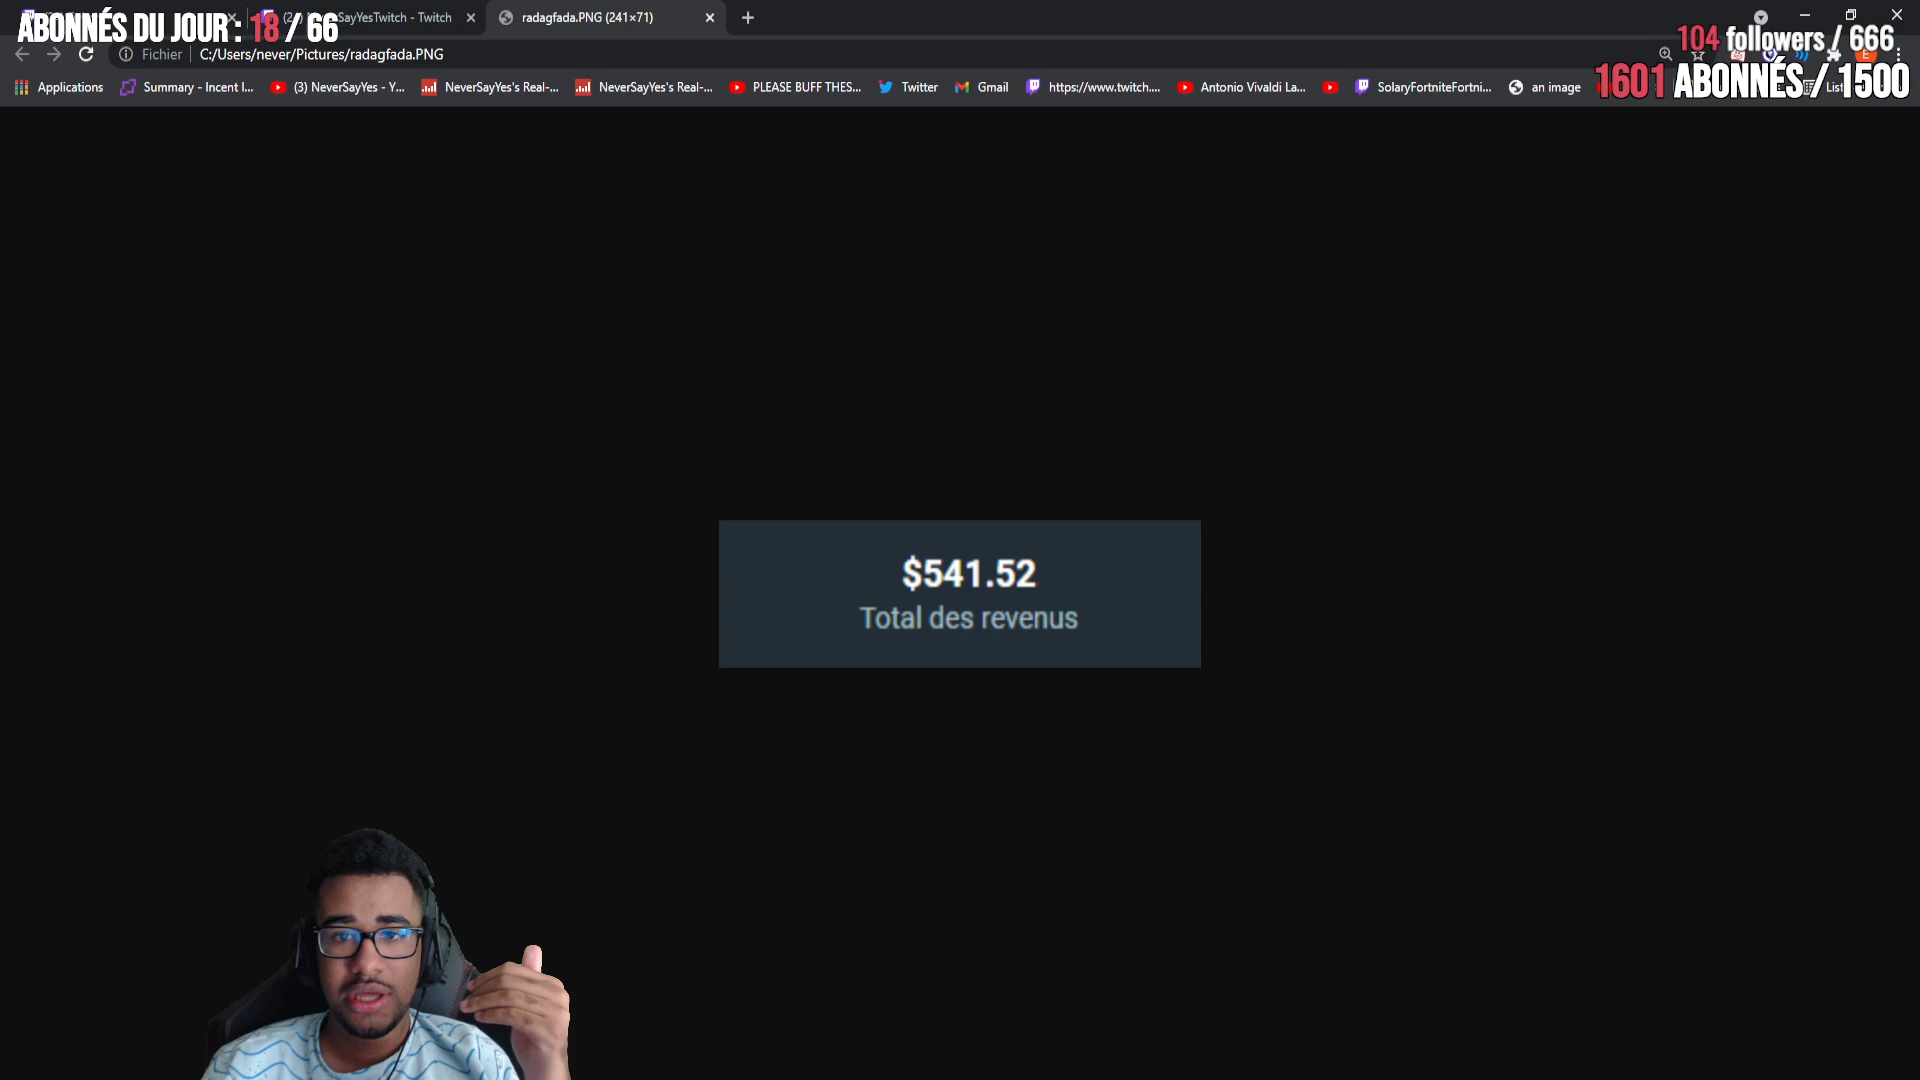 ABONNÉS DU JOUR : 18 / 66
SayYesTwitch - Twitch
radagfada.PNG (241×71)
104 followers / 666
Fichier
C:/Users/never/Pictures/radagfada.PNG
1601 ABONNÉS / 1500
Applications
Summary - Incent I...
(3) NeverSayYes - Y...
NeverSayYes's Real-...
NeverSayYes's Real-...
PLEASE BUFF THES...
Twitter
Gmail
https://www.twitch....
Antonio Vivaldi La...
SolaryFortniteFortni...
an image
$541.52
Total des revenus